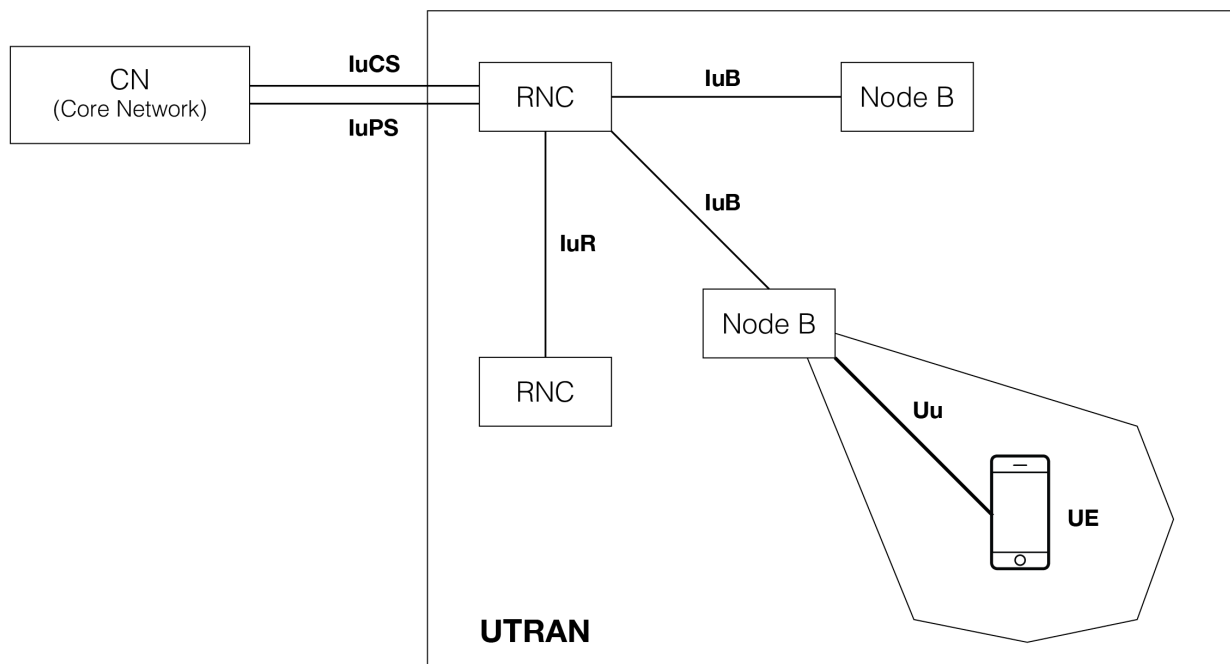 CN
(Core Network)
IuCS
IuPS
RNC
IuB
Node B
IuB
IuR
Node B
RNC
Uu
UE
UTRAN